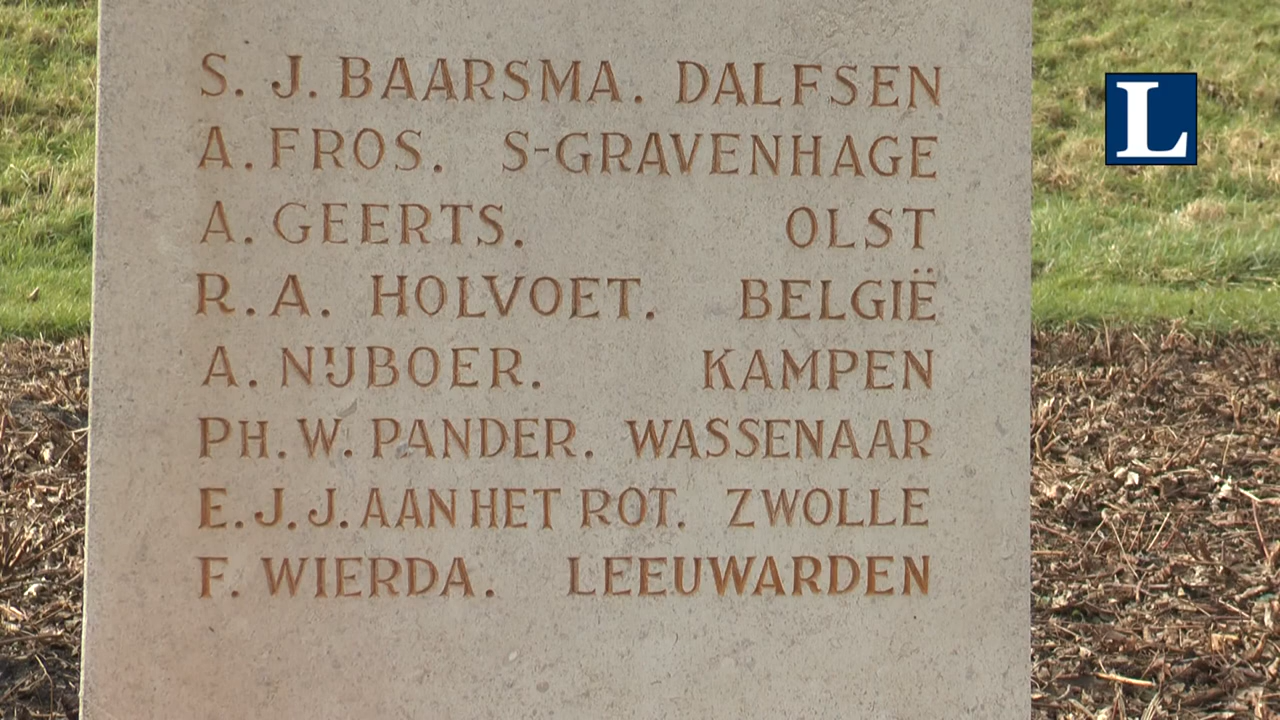 S. J. BAARSMA. DALFSEN
A. FROS. S-GRAVENHAGE
A. GEERTS. OLST
R. A. HOLVOET. BELGIË
A. NIJBOER. KAMPEN
PH. W. PANDER. WASSENAAR
E. J. J. AAN HET ROT. ZWOLLE
F. WIERDA. LEEUWARDEN
L